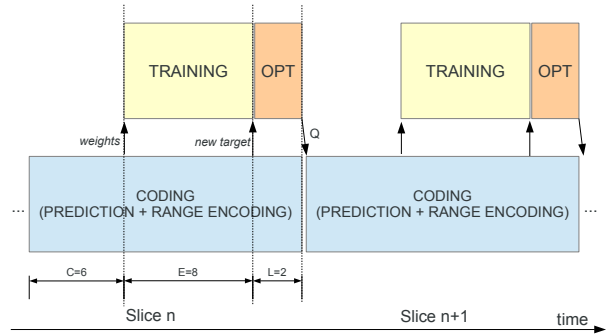 TRAINING OPT TRAINING OPT
weights new target Q
... CODING CODING ...
(PREDICTION + RANGE ENCODING) (PREDICTION + RANGE ENCODING)
C=6 E=8 L=2
Slice n Slice n+1 time